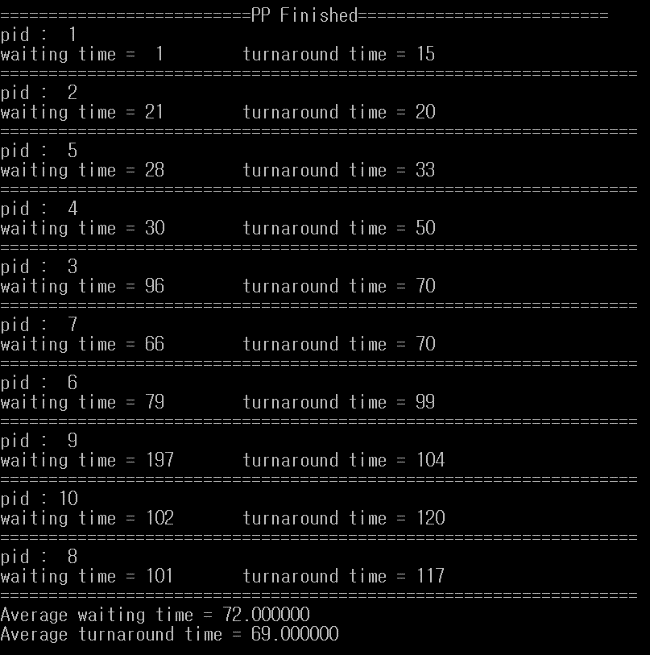 ==========================PP Finished==========================
pid :  1
waiting time =  1        turnaround time = 15
==================================================================
pid :  2
waiting time = 21        turnaround time = 20
==================================================================
pid :  5
waiting time = 28        turnaround time = 33
==================================================================
pid :  4
waiting time = 30        turnaround time = 50
==================================================================
pid :  3
waiting time = 96        turnaround time = 70
==================================================================
pid :  7
waiting time = 66        turnaround time = 70
==================================================================
pid :  6
waiting time = 79        turnaround time = 99
==================================================================
pid :  9
waiting time = 197       turnaround time = 104
==================================================================
pid : 10
waiting time = 102       turnaround time = 120
==================================================================
pid :  8
waiting time = 101       turnaround time = 117
==================================================================
Average waiting time = 72.000000
Average turnaround time = 69.000000